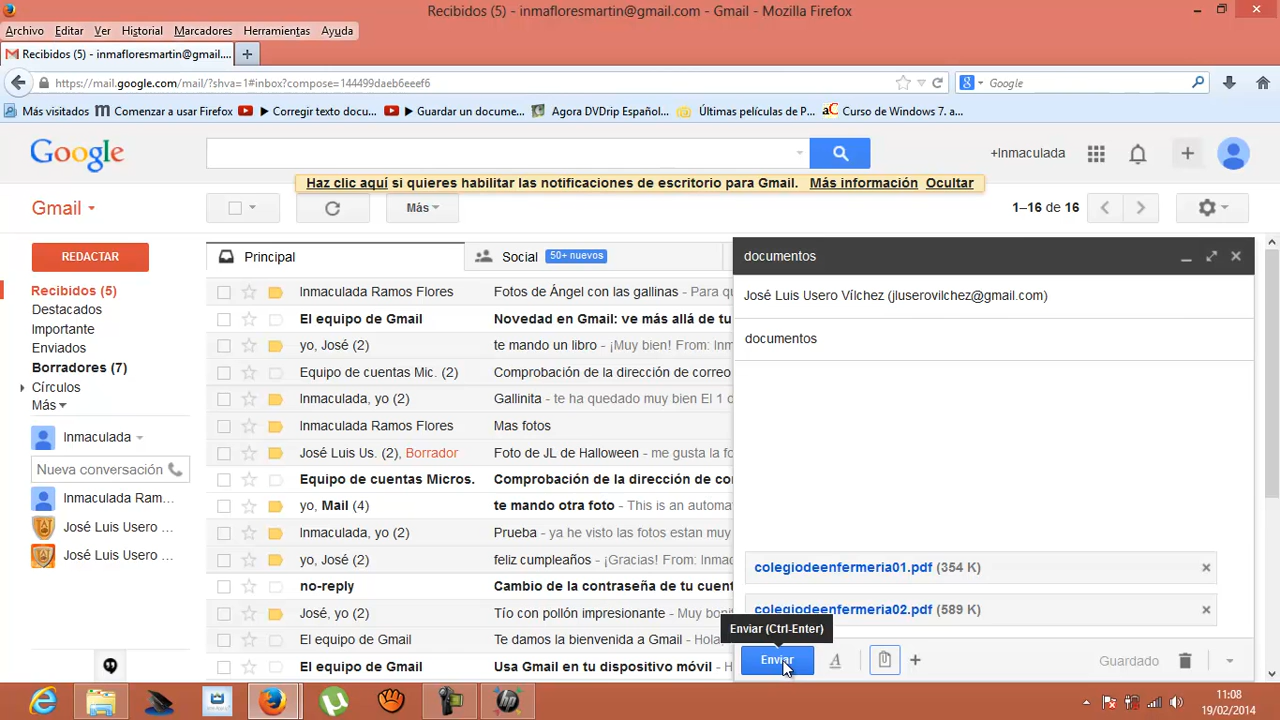 Recibidos (5) - inmafloresmartin@gmail.com - Gmail - Mozilla Firefox
Archivo Editar Ver Historial Marcadores Herramientas Ayuda
Recibidos (5) - inmafloresmartin@gmail....
https://mail.google.com/mail/?shva=1#inbox?compose=144499daeb6eeef6
Google
Más visitados Comenzar a usar Firefox Corregir texto docu... Guardar un docume... Agora DVDrip Español... Últimas películas de P... Curso de Windows 7. a...
Google
+Inmaculada
Haz clic aquí si quieres habilitar las notificaciones de escritorio para Gmail. Más información Ocultar
Gmail
Más
1–16 de 16
REDACTAR
Recibidos (5)
Destacados
Importante
Enviados
Borradores (7)
Círculos
Más
Inmaculada
Nueva conversación
Inmaculada Ram...
José Luis Usero ...
José Luis Usero ...
Principal
Social 50+ nuevos
Inmaculada Ramos Flores Fotos de Ángel con las gallinas - Para qu
El equipo de Gmail Novedad en Gmail: ve más allá de tu
yo, José (2) te mando un libro - ¡Muy bien! From: Inm
Equipo de cuentas Mic. (2) Comprobación de la dirección de correo
Inmaculada, yo (2) Gallinita - te ha quedado muy bien El 1 d
Inmaculada Ramos Flores Mas fotos
José Luis Us. (2), Borrador Foto de JL de Halloween - me gusta la fo
Equipo de cuentas Micros. Comprobación de la dirección de cor
yo, Mail (4) te mando otra foto - This is an automa
Inmaculada, yo (2) Prueba - ya he visto las fotos estan muy
yo, José (2) feliz cumpleaños - ¡Gracias! From: Inmac
no-reply Cambio de la contraseña de tu cuent
José, yo (2) Tío con pollón impresionante - Muy boni
El equipo de Gmail Te damos la bienvenida a Gmail - Hola
El equipo de Gmail Usa Gmail en tu dispositivo móvil -
documentos
José Luis Usero Vílchez (jluserovilchez@gmail.com)
documentos
colegiodeenfermeria01.pdf (354 K)
colegiodeenfermeria02.pdf (589 K)
Enviar (Ctrl-Enter)
Enviar
Guardado
11:08
19/02/2014